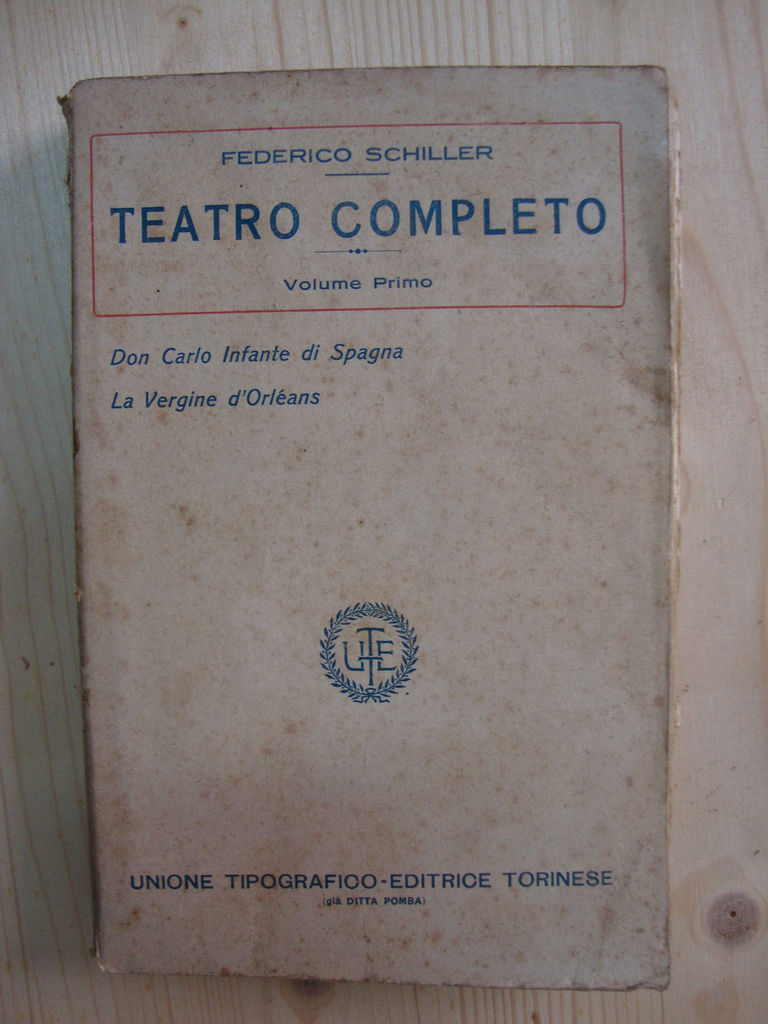 FEDERICO SCHILLER
TEATRO COMPLETO
Volume Primo
Don Carlo Infante di Spagna
La Vergine d'Orléans
UTET
UNIONE TIPOGRAFICO-EDITRICE TORINESE
(già DITTA POMBA)